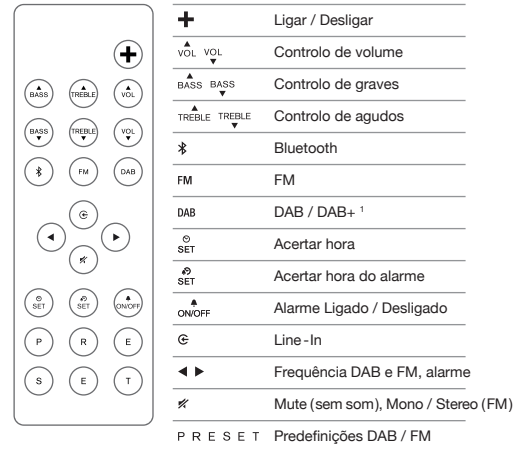 BASS TREBLE VOL
BASS TREBLE VOL
FM DAB
SET SET ON/OFF
P R E
S E T
Ligar / Desligar
VOL VOL Controlo de volume
BASS BASS Controlo de graves
TREBLE TREBLE Controlo de agudos
Bluetooth
FM FM
DAB DAB / DAB+ 1
SET Acertar hora
SET Acertar hora do alarme
ON/OFF Alarme Ligado / Desligado
Line-In
Frequência DAB e FM, alarme
Mute (sem som), Mono / Stereo (FM)
P R E S E T Predefinições DAB / FM